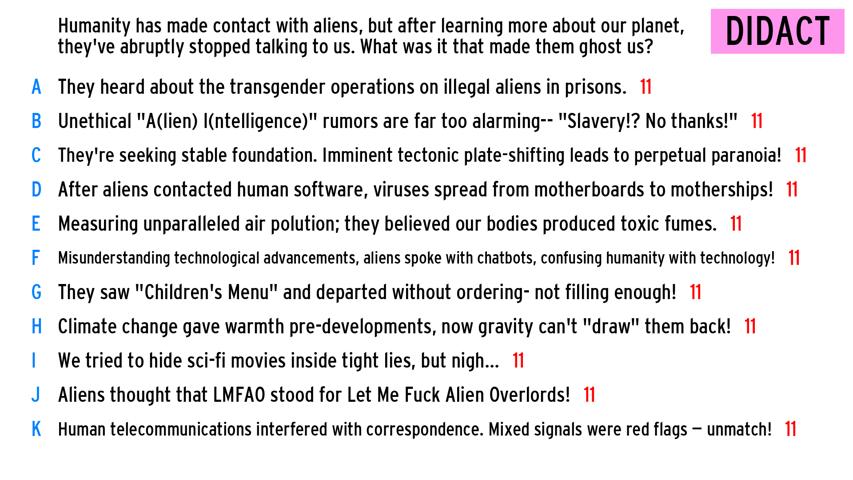 Humanity has made contact with aliens, but after learning more about our planet,
they've abruptly stopped talking to us. What was it that made them ghost us?
DIDACT
A They heard about the transgender operations on illegal aliens in prisons. 11
B Unethical "A(lien) I(ntelligence)" rumors are far too alarming-- "Slavery!? No thanks!" 11
C They're seeking stable foundation. Imminent tectonic plate-shifting leads to perpetual paranoia! 11
D After aliens contacted human software, viruses spread from motherboards to motherships! 11
E Measuring unparalleled air polution; they believed our bodies produced toxic fumes. 11
F Misunderstanding technological advancements, aliens spoke with chatbots, confusing humanity with technology! 11
G They saw "Children's Menu" and departed without ordering- not filling enough! 11
H Climate change gave warmth pre-developments, now gravity can't "draw" them back! 11
I We tried to hide sci-fi movies inside tight lies, but nigh... 11
J Aliens thought that LMFAO stood for Let Me Fuck Alien Overlords! 11
K Human telecommunications interfered with correspondence. Mixed signals were red flags – unmatch! 11